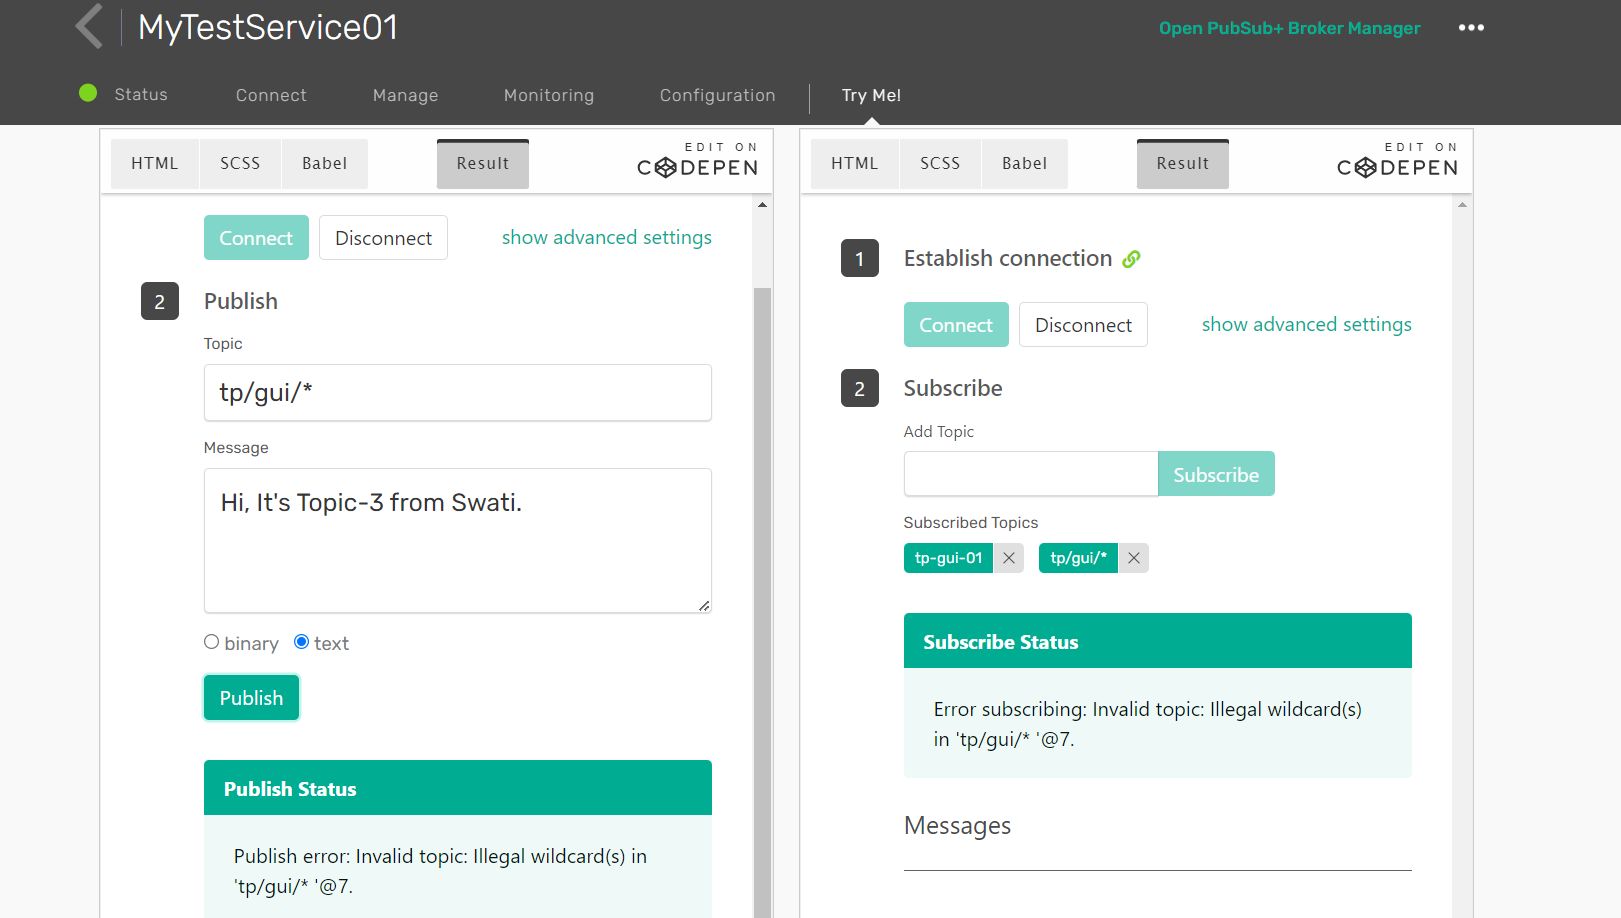 MyTestService01
Open PubSub+ Broker Manager
Status Connect Manage Monitoring Configuration Try Me!
HTML SCSS Babel Result EDIT ON CODEPEN
Connect Disconnect show advanced settings
2 Publish
Topic
tp/gui/*
Message
Hi, It's Topic-3 from Swati.
binary text
Publish
Publish Status
Publish error: Invalid topic: Illegal wildcard(s) in
'tp/gui/* '@7.
HTML SCSS Babel Result EDIT ON CODEPEN
1 Establish connection
Connect Disconnect show advanced settings
2 Subscribe
Add Topic
Subscribe
Subscribed Topics
tp-gui-01 tp/gui/*
Subscribe Status
Error subscribing: Invalid topic: Illegal wildcard(s)
in 'tp/gui/* '@7.
Messages